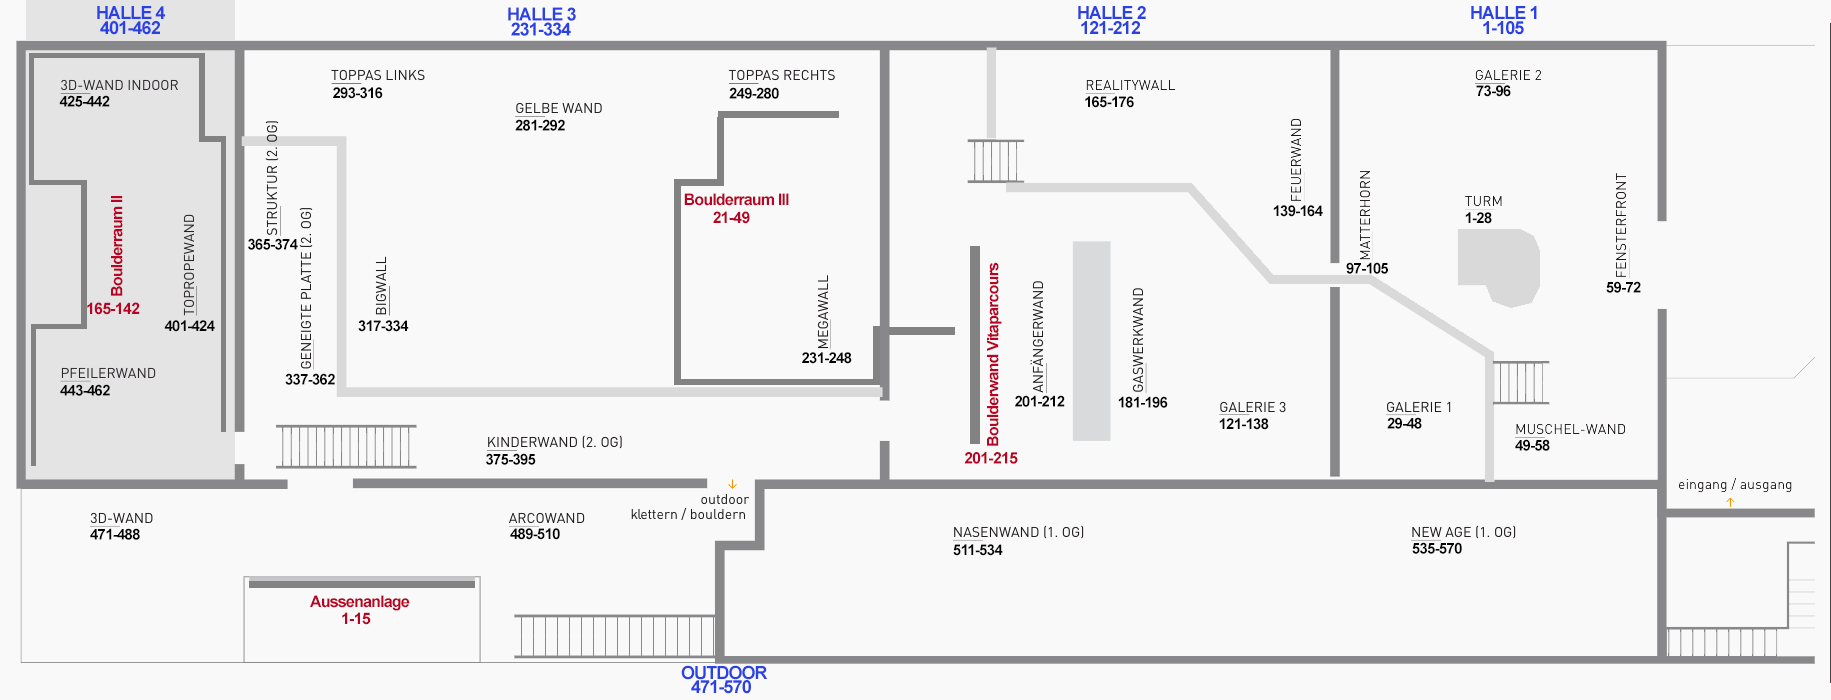 HALLE 4
401-462
HALLE 3
231-334
HALLE 2
121-212
HALLE 1
1-105
3D-WAND INDOOR
425-442
Boulderraum II
165-142
TOPROPEWAND
401-424
PFEILERWAND
443-462
TOPPAS LINKS
293-316
GELBE WAND
281-292
TOPPAS RECHTS
249-280
STRUKTUR (2. OG)
365-374
GENEIGTE PLATTE (2. OG)
337-362
BIGWALL
317-334
Boulderraum III
21-49
MEGAWALL
231-248
KINDERWAND (2. OG)
375-395
REALITYWALL
165-176
FEUERWAND
139-164
Boulderwand Vitaparcours
201-215
ANFÄNGERWAND
201-212
GASWERKWAND
181-196
GALERIE 3
121-138
GALERIE 2
73-96
MATTERHORN
97-105
TURM
1-28
FENSTERFRONT
59-72
GALERIE 1
29-48
MUSCHEL-WAND
49-58
eingang / ausgang
outdoor
klettern / bouldern
3D-WAND
471-488
ARCOWAND
489-510
NASENWAND (1. OG)
511-534
NEW AGE (1. OG)
535-570
Aussenanlage
1-15
OUTDOOR
471-570